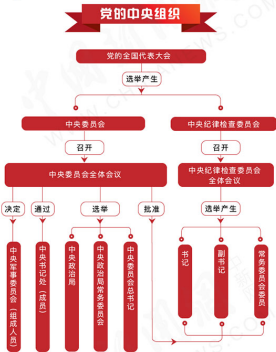 党的中央组织
党的全国代表大会
选举产生
中央委员会
中央纪律检查委员会
召开
召开
中央委员会全体会议
中央纪律检查委员会
全体会议
决定
通过
选举
批准
选举产生
中央军事委员会（组成人员）
中央书记处（成员）
中央政治局
中央政治局常务委员会
中央委员会总书记
书记
副书记
常务委员会委员